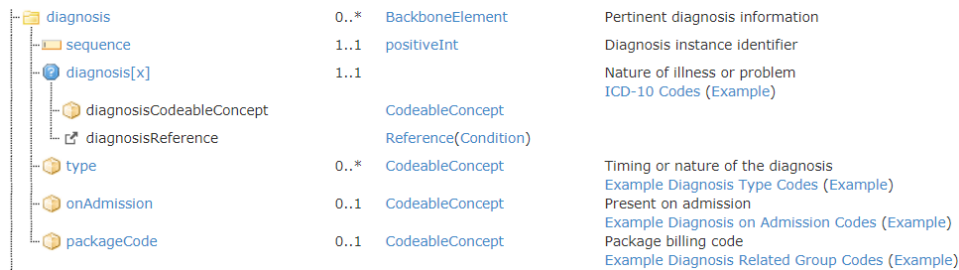 diagnosis 0..* BackboneElement Pertinent diagnosis information
sequence 1..1 positiveInt Diagnosis instance identifier
diagnosis[x] 1..1 Nature of illness or problem
ICD-10 Codes (Example)
diagnosisCodeableConcept CodeableConcept
diagnosisReference Reference(Condition)
type 0..* CodeableConcept Timing or nature of the diagnosis
Example Diagnosis Type Codes (Example)
onAdmission 0..1 CodeableConcept Present on admission
Example Diagnosis on Admission Codes (Example)
packageCode 0..1 CodeableConcept Package billing code
Example Diagnosis Related Group Codes (Example)